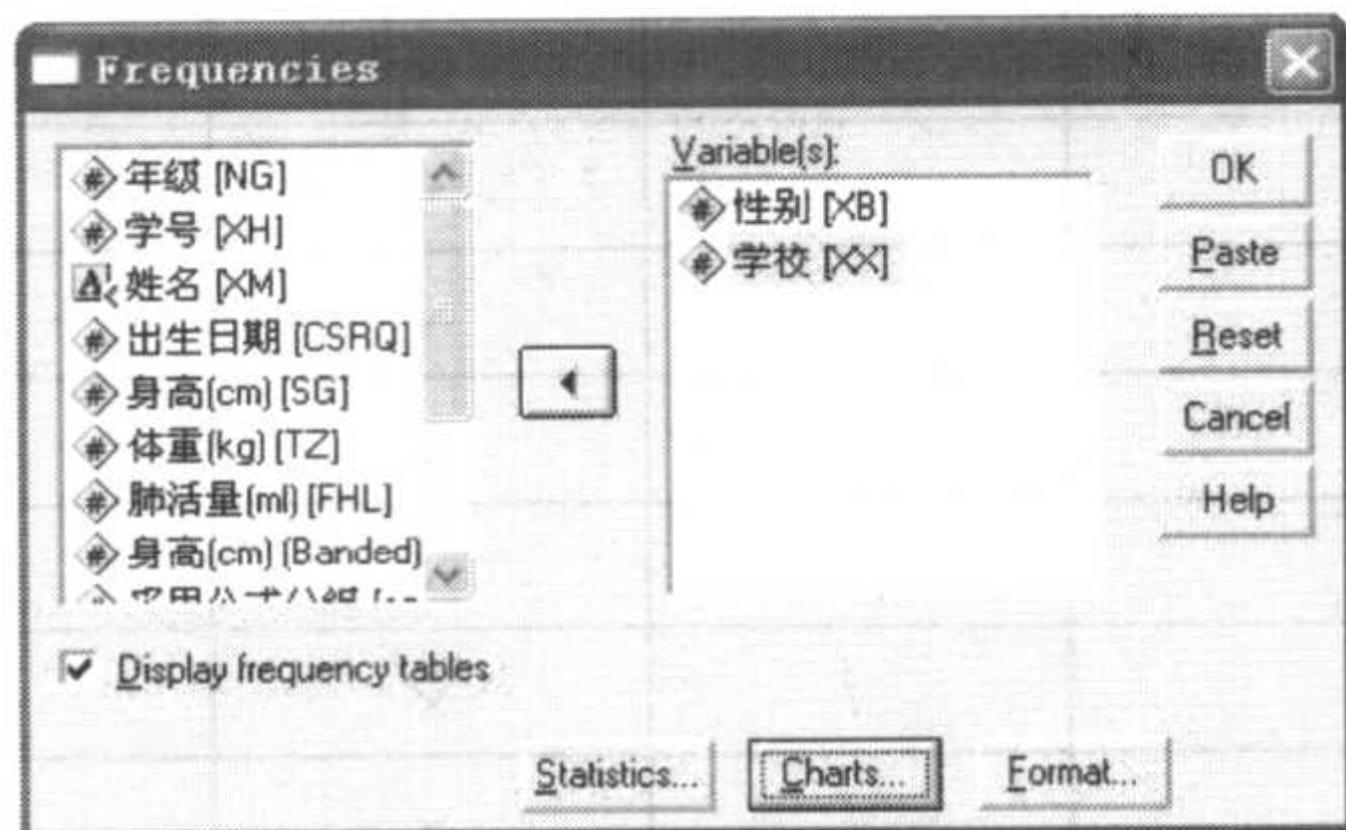 Frequencies
年级 [NG]
学号 [XH]
姓名 [XM]
出生日期 [CSRQ]
身高(cm) [SG]
体重(kg) [TZ]
肺活量(ml) [FHL]
身高(cm) (Banded)
Variable(s):
性别 [XB]
学校 [XX]
OK
Paste
Reset
Cancel
Help
Display frequency tables
Statistics...
Charts...
Format...